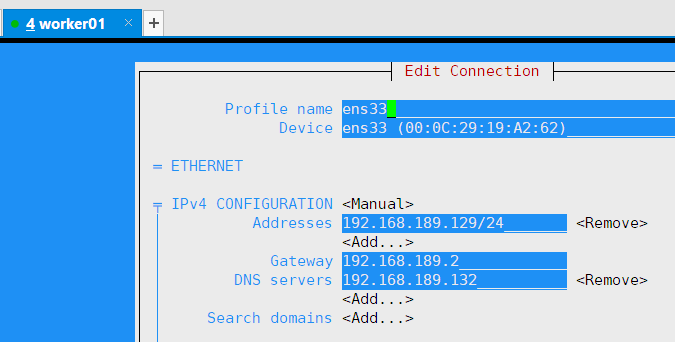 4 worker01 × +
Edit Connection
Profile name ens33
Device ens33 (00:0C:29:19:A2:62)
= ETHERNET
IPv4 CONFIGURATION <Manual>
Addresses 192.168.189.129/24 <Remove>
<Add...>
Gateway 192.168.189.2
DNS servers 192.168.189.132 <Remove>
<Add...>
Search domains <Add...>